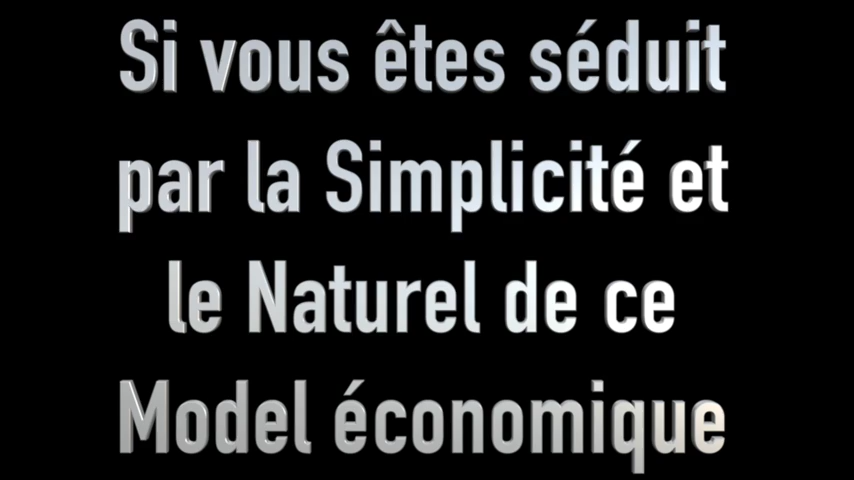 Si vous êtes séduit
par la Simplicité et
le Naturel de ce
Model économique